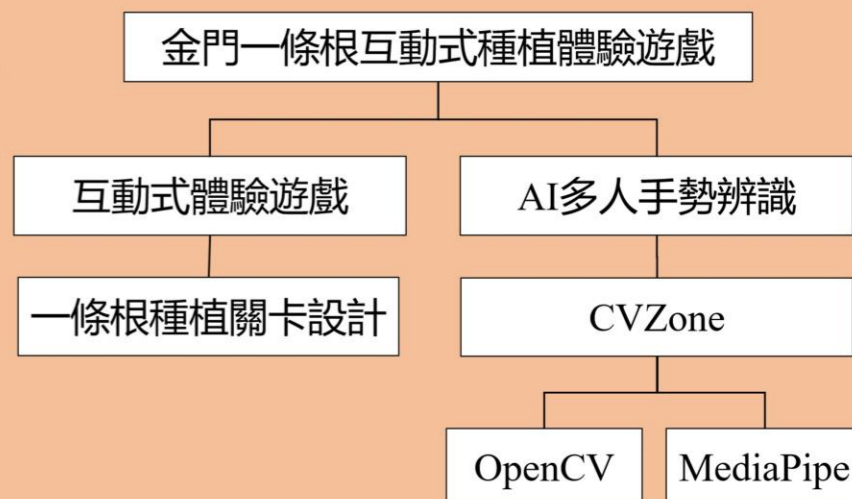 金門一條根互動式種植體驗遊戲
互動式體驗遊戲
AI多人手勢辨識
一條根種植關卡設計
CVZone
OpenCV
MediaPipe